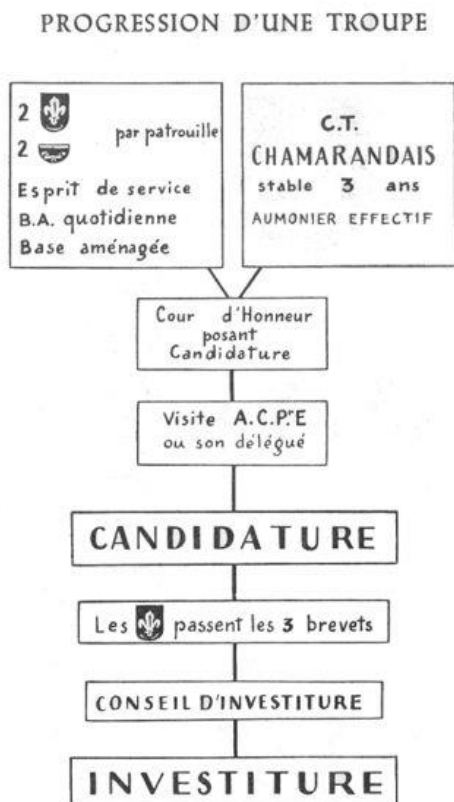 PROGRESSION D'UNE TROUPE
2
2
par patrouille
Esprit de service
B.A. quotidienne
Base aménagée
C.T.
CHAMARANDAIS
stable 3 ans
AUMONIER EFFECTIF
Cour d'Honneur
posant
Candidature
Visite A.C.P.rE
ou son délégué
CANDIDATURE
Les passent les 3 brevets
CONSEIL D'INVESTITURE
INVESTITURE